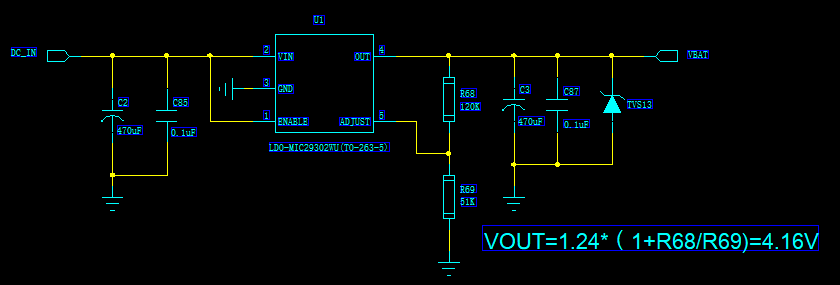 U1
DC_IN
2
VIN
OUT
4
VBAT
3
GND
1
ENABLE
ADJUST
5
LDO-MIC29302WU(TO-263-5)
C2
470uF
C85
0.1uF
R68
120K
R69
51K
C3
470uF
C87
0.1uF
TVS13
VOUT=1.24*（1+R68/R69)=4.16V